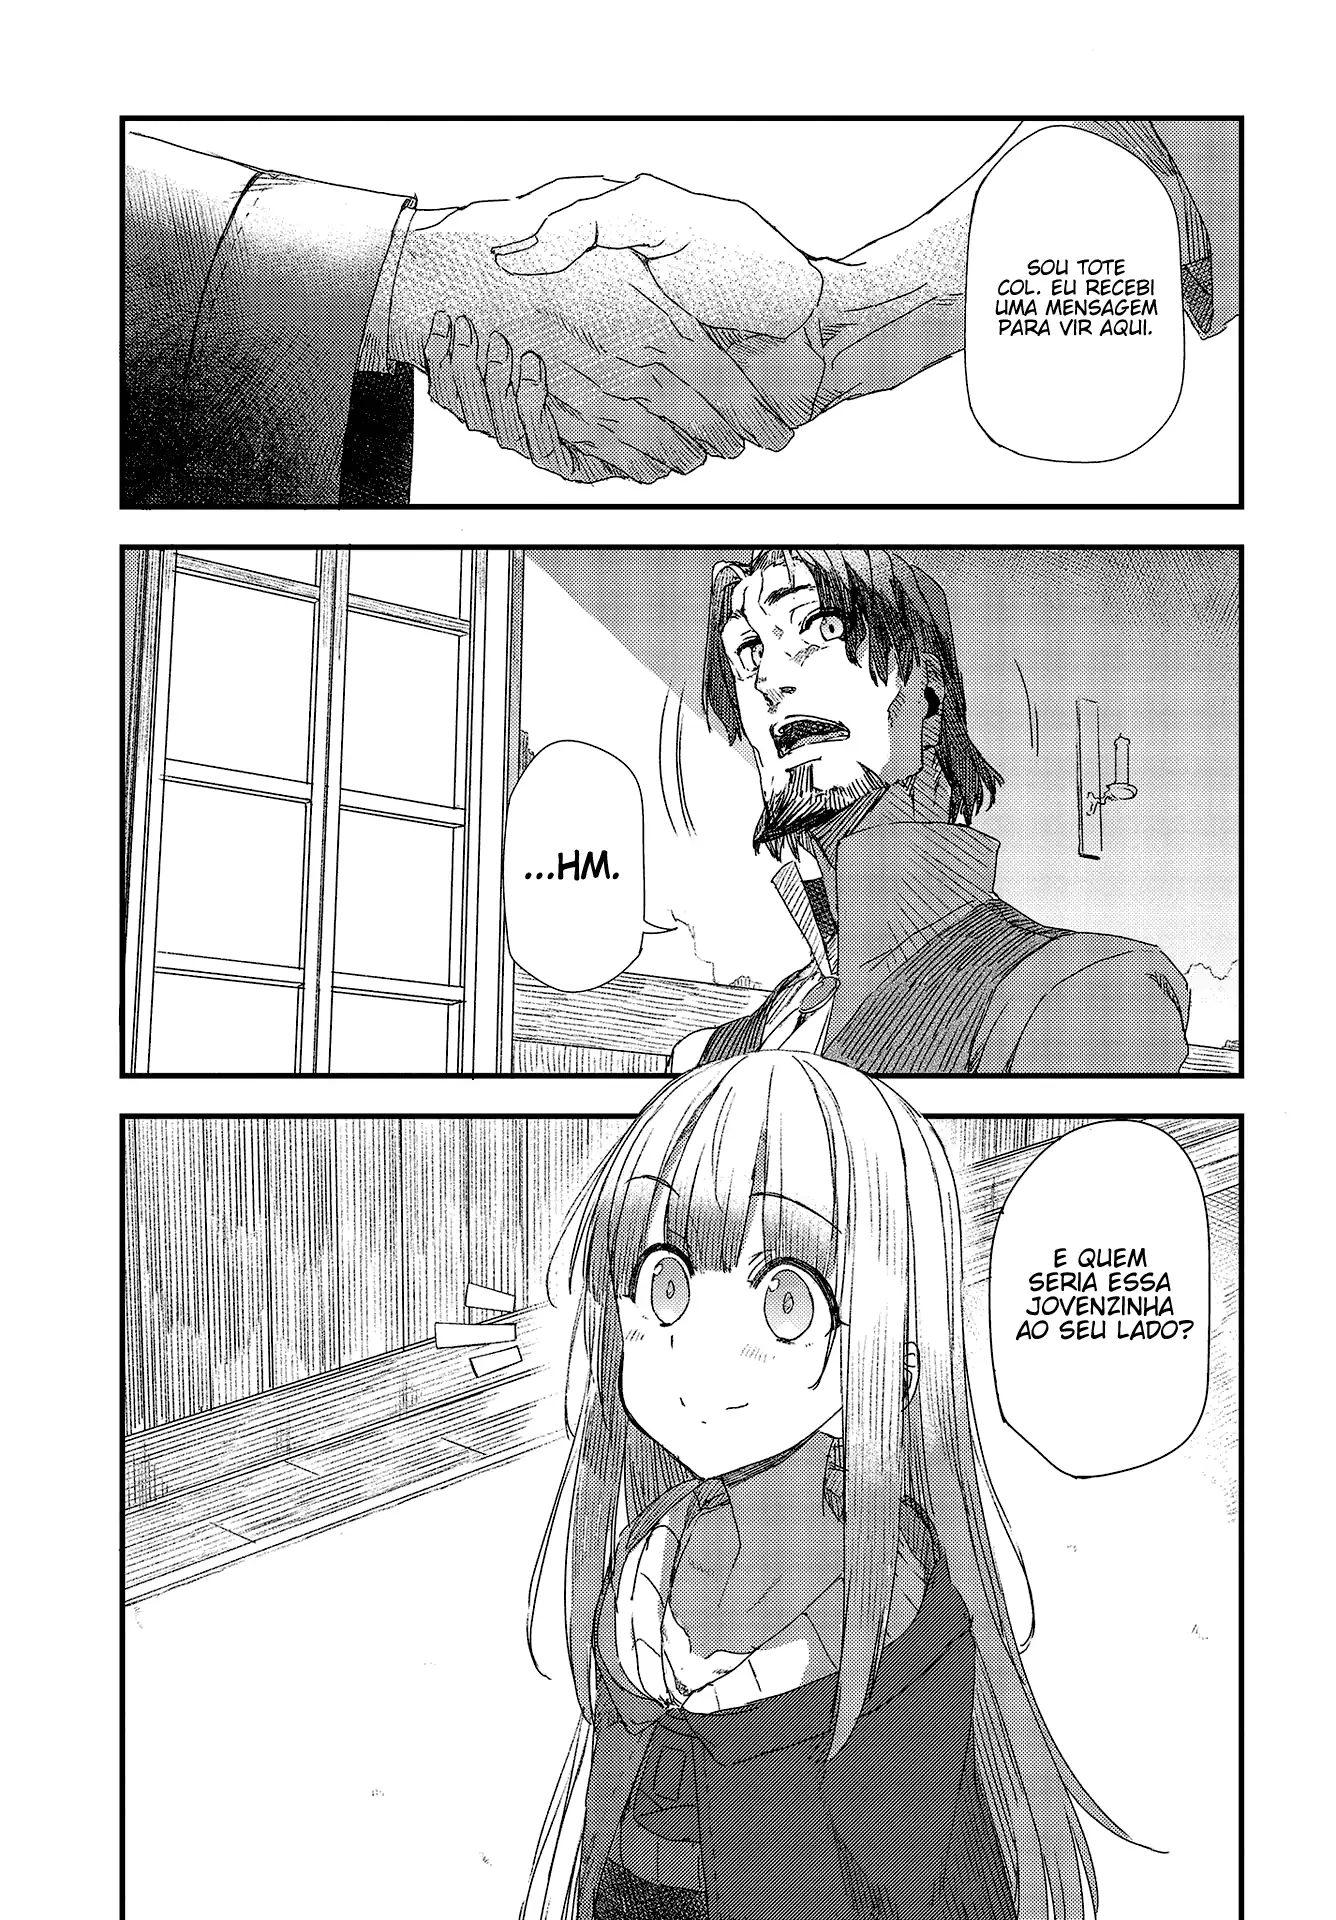 SOU TOTE
COL. EU RECEBI
UMA MENSAGEM
PARA VIR AQUI.
...HM.
E QUEM
SERIA ESSA
JOVENZINHA
AO SEU LADO?